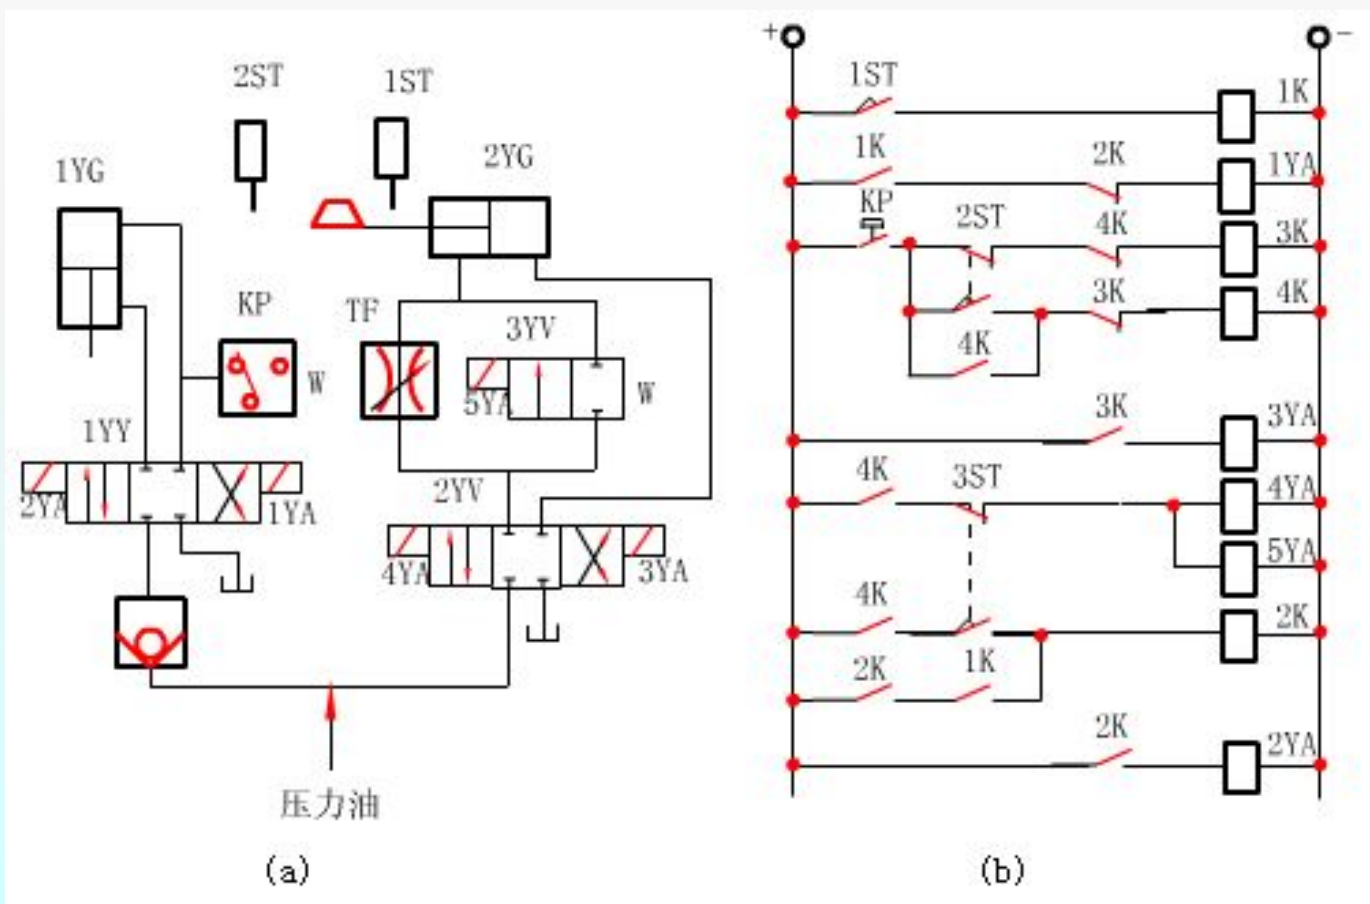 2ST
1ST
1YG
2YG
KP
TF
3YV
W
5YA
W
1YY
2YA
1YA
2YV
4YA
3YA
压力油
(a)
+
-
1ST
1K
1K
2K
1YA
KP
2ST
4K
3K
3K
4K
4K
3K
3YA
4K
3ST
4YA
5YA
4K
2K
2K
1K
2K
2YA
(b)